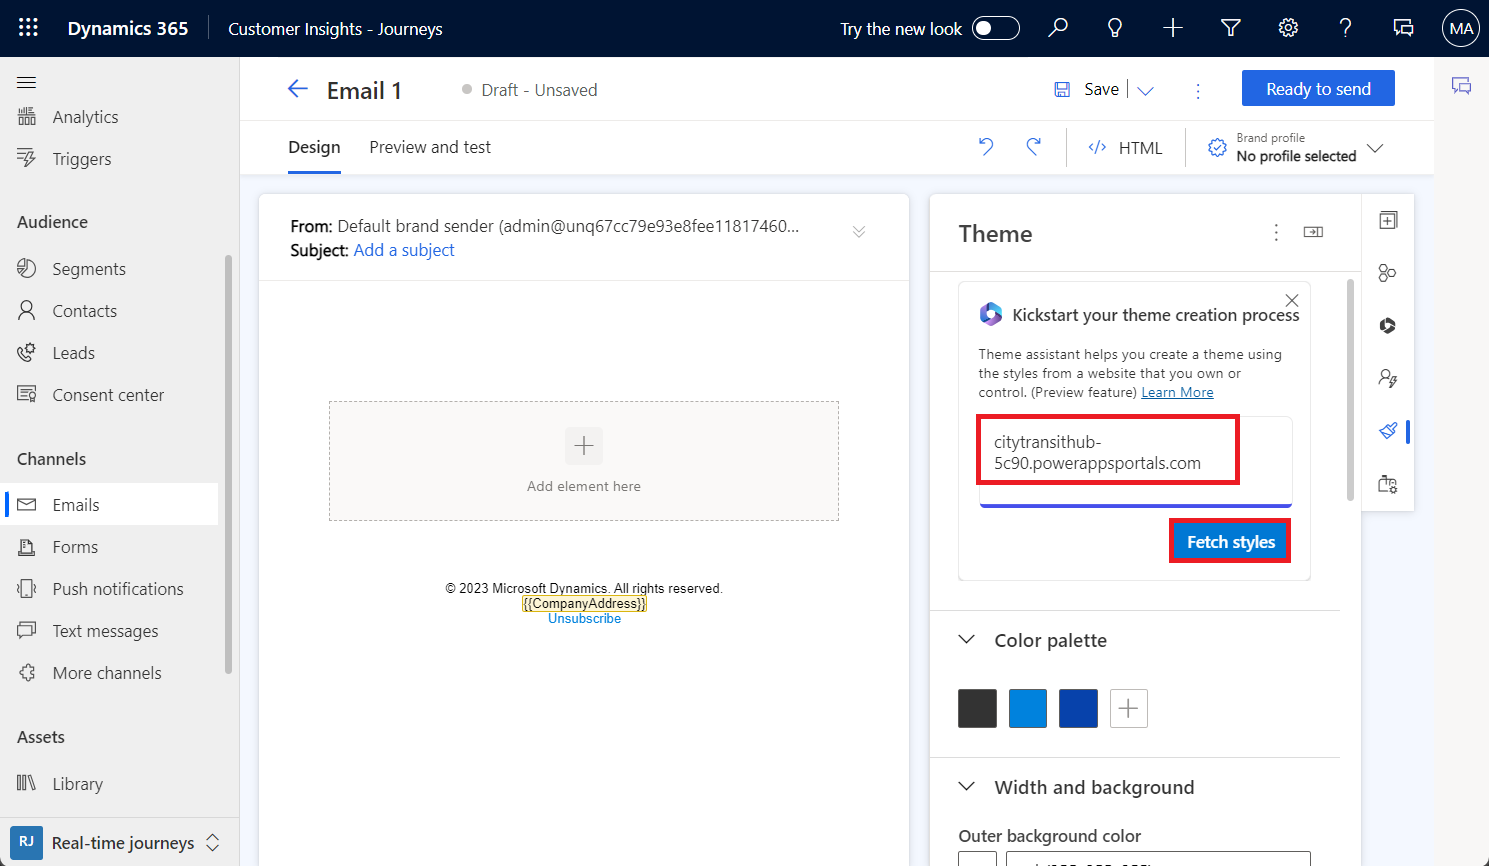 Dynamics 365
Customer Insights - Journeys
Try the new look
MA
Analytics
Triggers
Audience
Segments
Contacts
Leads
Consent center
Channels
Emails
Forms
Push notifications
Text messages
More channels
Assets
Library
RJ
Real-time journeys
Email 1
Draft - Unsaved
Save
Ready to send
Design
Preview and test
</> HTML
Brand profile
No profile selected
From: Default brand sender (admin@unq67cc79e93e8fee11817460...
Subject: Add a subject
Add element here
© 2023 Microsoft Dynamics. All rights reserved.
{{CompanyAddress}}
Unsubscribe
Theme
Kickstart your theme creation process
Theme assistant helps you create a theme using
the styles from a website that you own or
control. (Preview feature) Learn More
citytransithub-
5c90.powerappsportals.com
Fetch styles
Color palette
Width and background
Outer background color